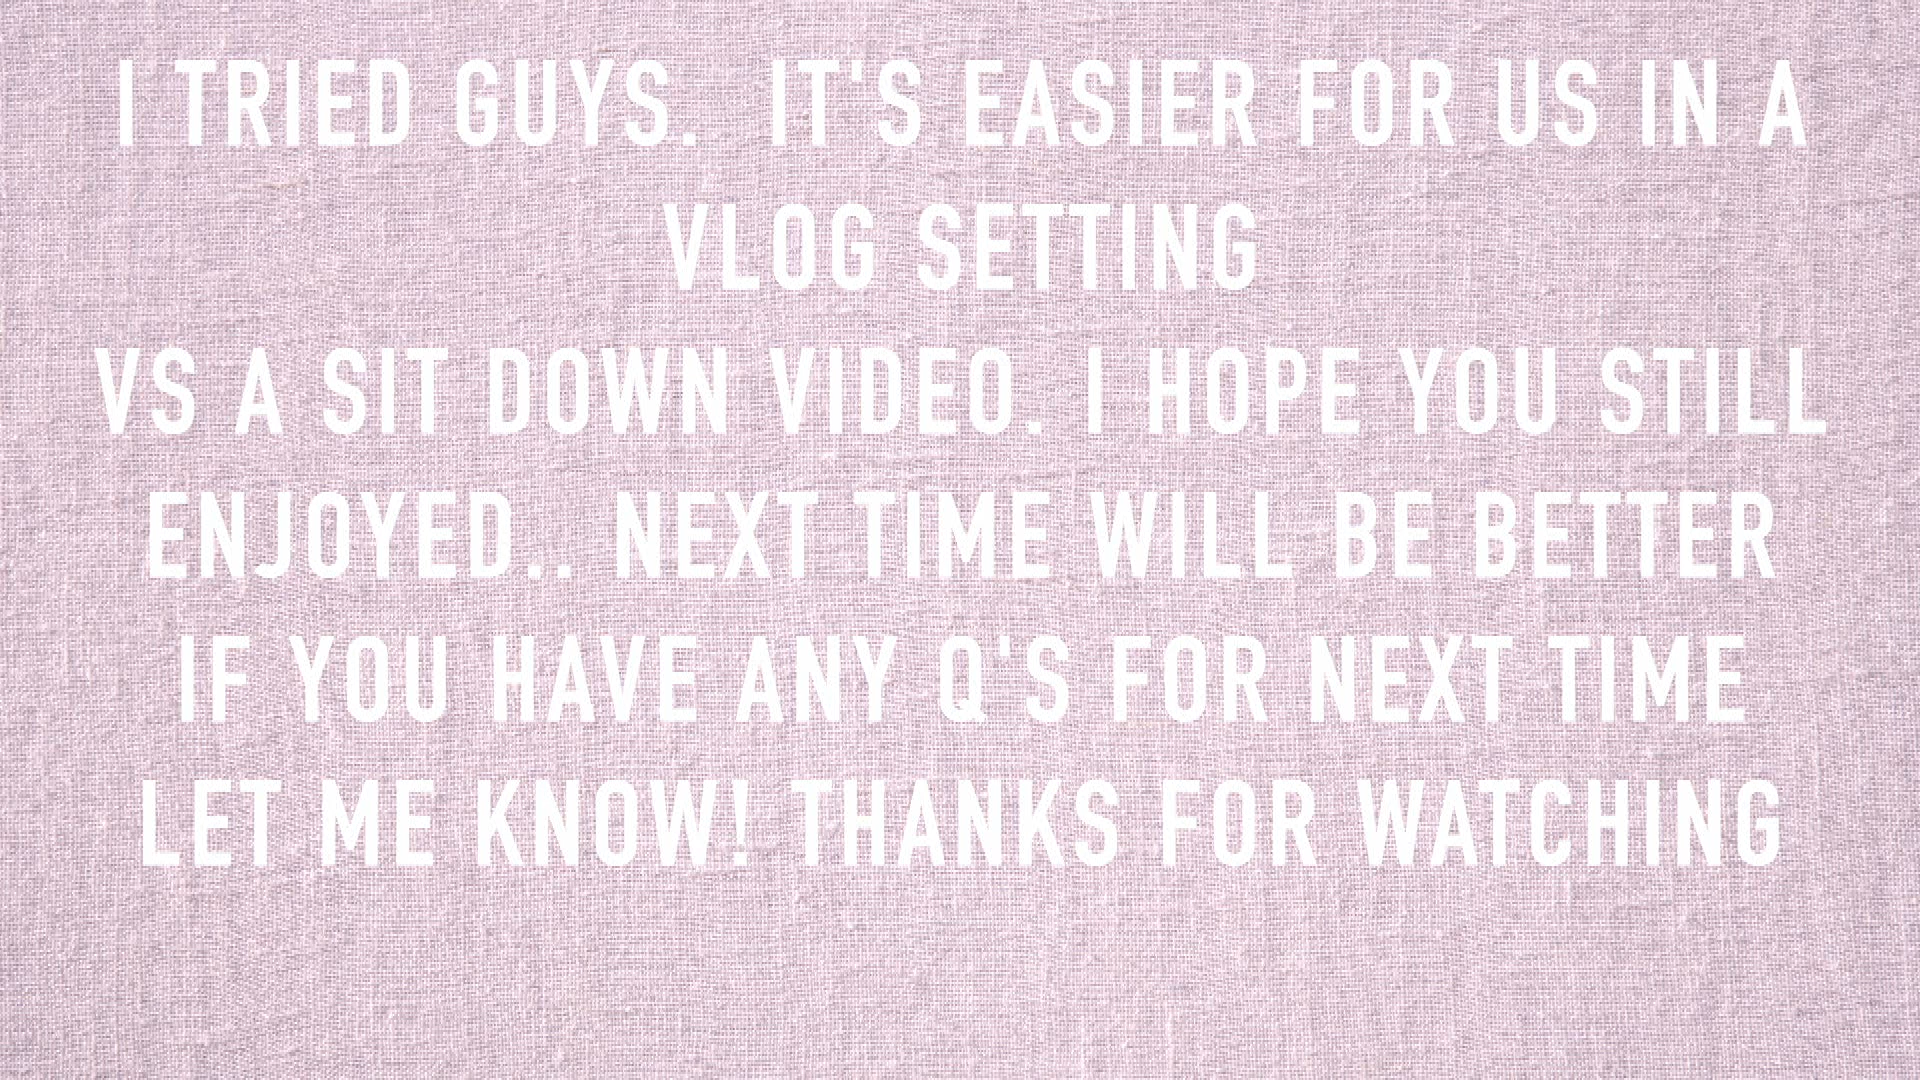 I TRIED GUYS.  IT'S EASIER FOR US IN A
VLOG SETTING
VS A SIT DOWN VIDEO. I HOPE YOU STILL
ENJOYED.. NEXT TIME WILL BE BETTER
IF YOU HAVE ANY Q'S FOR NEXT TIME
LET ME KNOW! THANKS FOR WATCHING